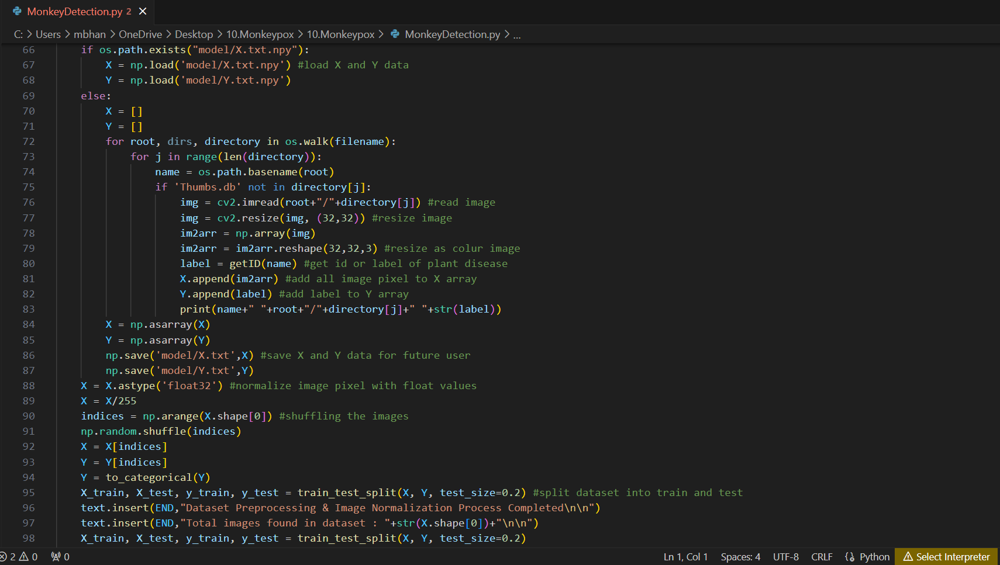 MonkeyDetection.py 2 ×
C: > Users > mbhan > OneDrive > Desktop > 10.Monkeypox > 10.Monkeypox > MonkeyDetection.py > ...
66 if os.path.exists("model/X.txt.npy"):
67 X = np.load('model/X.txt.npy') #load X and Y data
68 Y = np.load('model/Y.txt.npy')
69 else:
70 X = []
71 Y = []
72 for root, dirs, directory in os.walk(filename):
73 for j in range(len(directory)):
74 name = os.path.basename(root)
75 if 'Thumbs.db' not in directory[j]:
76 img = cv2.imread(root+"/"+directory[j]) #read image
77 img = cv2.resize(img, (32,32)) #resize image
78 im2arr = np.array(img)
79 im2arr = im2arr.reshape(32,32,3) #resize as colur image
80 label = getID(name) #get id or label of plant disease
81 X.append(im2arr) #add all image pixel to X array
82 Y.append(label) #add label to Y array
83 print(name+" "+root+"/"+directory[j]+" "+str(label))
84 X = np.asarray(X)
85 Y = np.asarray(Y)
86 np.save('model/X.txt',X) #save X and Y data for future user
87 np.save('model/Y.txt',Y)
88 X = X.astype('float32') #normalize image pixel with float values
89 X = X/255
90 indices = np.arange(X.shape[0]) #shuffling the images
91 np.random.shuffle(indices)
92 X = X[indices]
93 Y = Y[indices]
94 Y = to_categorical(Y)
95 X_train, X_test, y_train, y_test = train_test_split(X, Y, test_size=0.2) #split dataset into train and test
96 text.insert(END,"Dataset Preprocessing & Image Normalization Process Completed\n\n")
97 text.insert(END,"Total images found in dataset : "+str(X.shape[0])+"\n\n")
98 X_train, X_test, y_train, y_test = train_test_split(X, Y, test_size=0.2)
2 0 0 Ln 1, Col 1 Spaces: 4 UTF-8 CRLF Python Select Interpreter